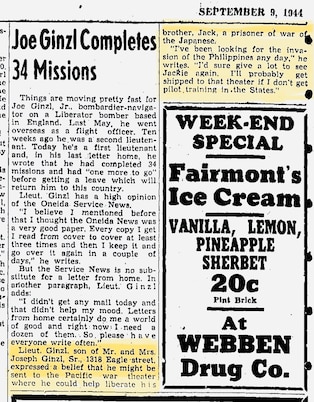 SEPTEMBER 9, 1944
Joe Ginzl Completes
34 Missions
Things are moving pretty fast for
Joe Ginzl, Jr., bombardier-naviga-
tor on a Liberator bomber based
in England. Last May, he went
overseas as a flight officer. Ten
weeks ago he was a second lieuten-
ant. Today he's a first lieutenant
and, in his last letter home, he
wrote that he had completed 34
missions and had "one more to go"
before getting a leave which will
return him to this country.
Lieut. Ginzl has a high opinion
of the Oneida Service News.
"I believe I mentioned before
that I thought the Oneida News was
a very good paper. Every copy I get
I read from cover to cover at least
three times and then I keep it and
go over it again in a couple of
days," he writes.
But the Service News is no sub-
stitute for a letter from home. In
another paragraph, Lieut. Ginzl
adds:
"I didn't get any mail today and
that didn't help my mood. Letters
from home certainly do me a world
of good and right now I need a
dozen of them. So please have
everyone write often."
Lieut. Ginzl, son of Mr. and Mrs.
Joseph Ginzl, Sr., 1318 Eagle street,
expressed a belief that he might be
sent to the Pacific war theater
where he could help liberate his
brother, Jack, a prisoner of war of
the Japanese.
"I've been looking for the inva-
sion of the Philippines any day," he
writes. "I'd sure give a lot to see
Jackie again. I'll probably get
shipped to that theater if I don't get
pilot training in the States."
WEEK-END
SPECIAL
Fairmont's
Ice Cream
VANILLA, LEMON,
PINEAPPLE
SHERBET
20c
Pint Brick
At
WEBBEN
Drug Co.